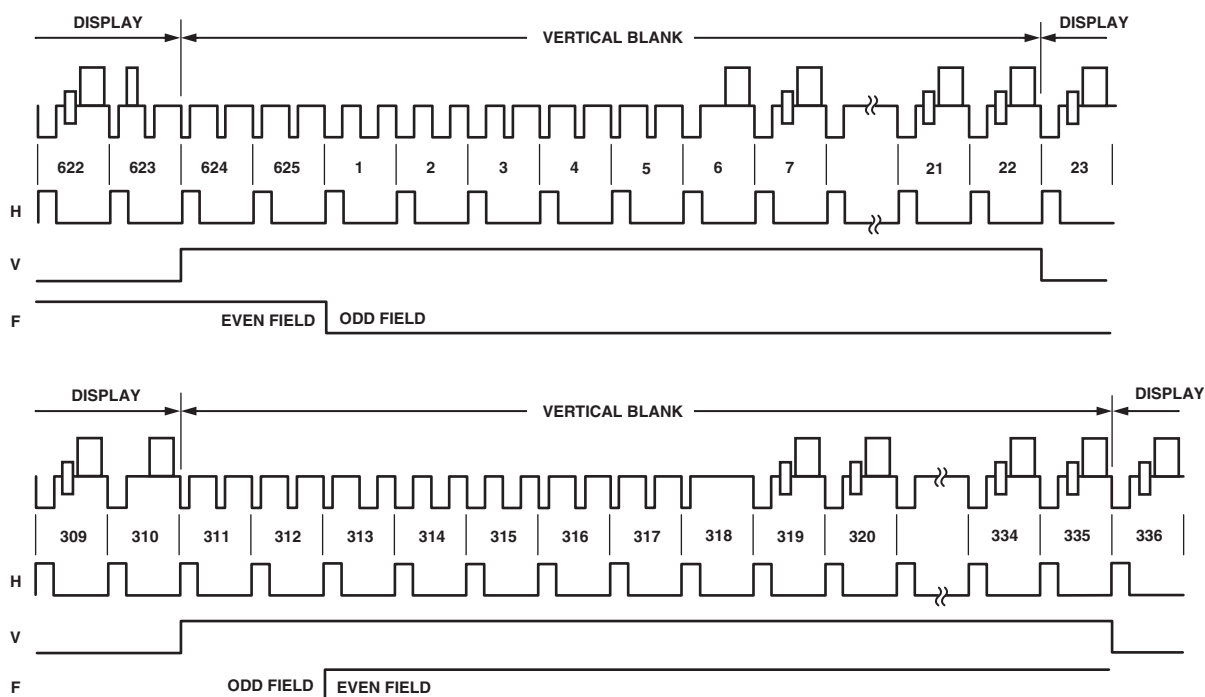 DISPLAY VERTICAL BLANK DISPLAY
622 623 624 625 1 2 3 4 5 6 7 21 22 23
H
V
F EVEN FIELD ODD FIELD
DISPLAY VERTICAL BLANK DISPLAY
309 310 311 312 313 314 315 316 317 318 319 320 334 335 336
H
V
F ODD FIELD EVEN FIELD